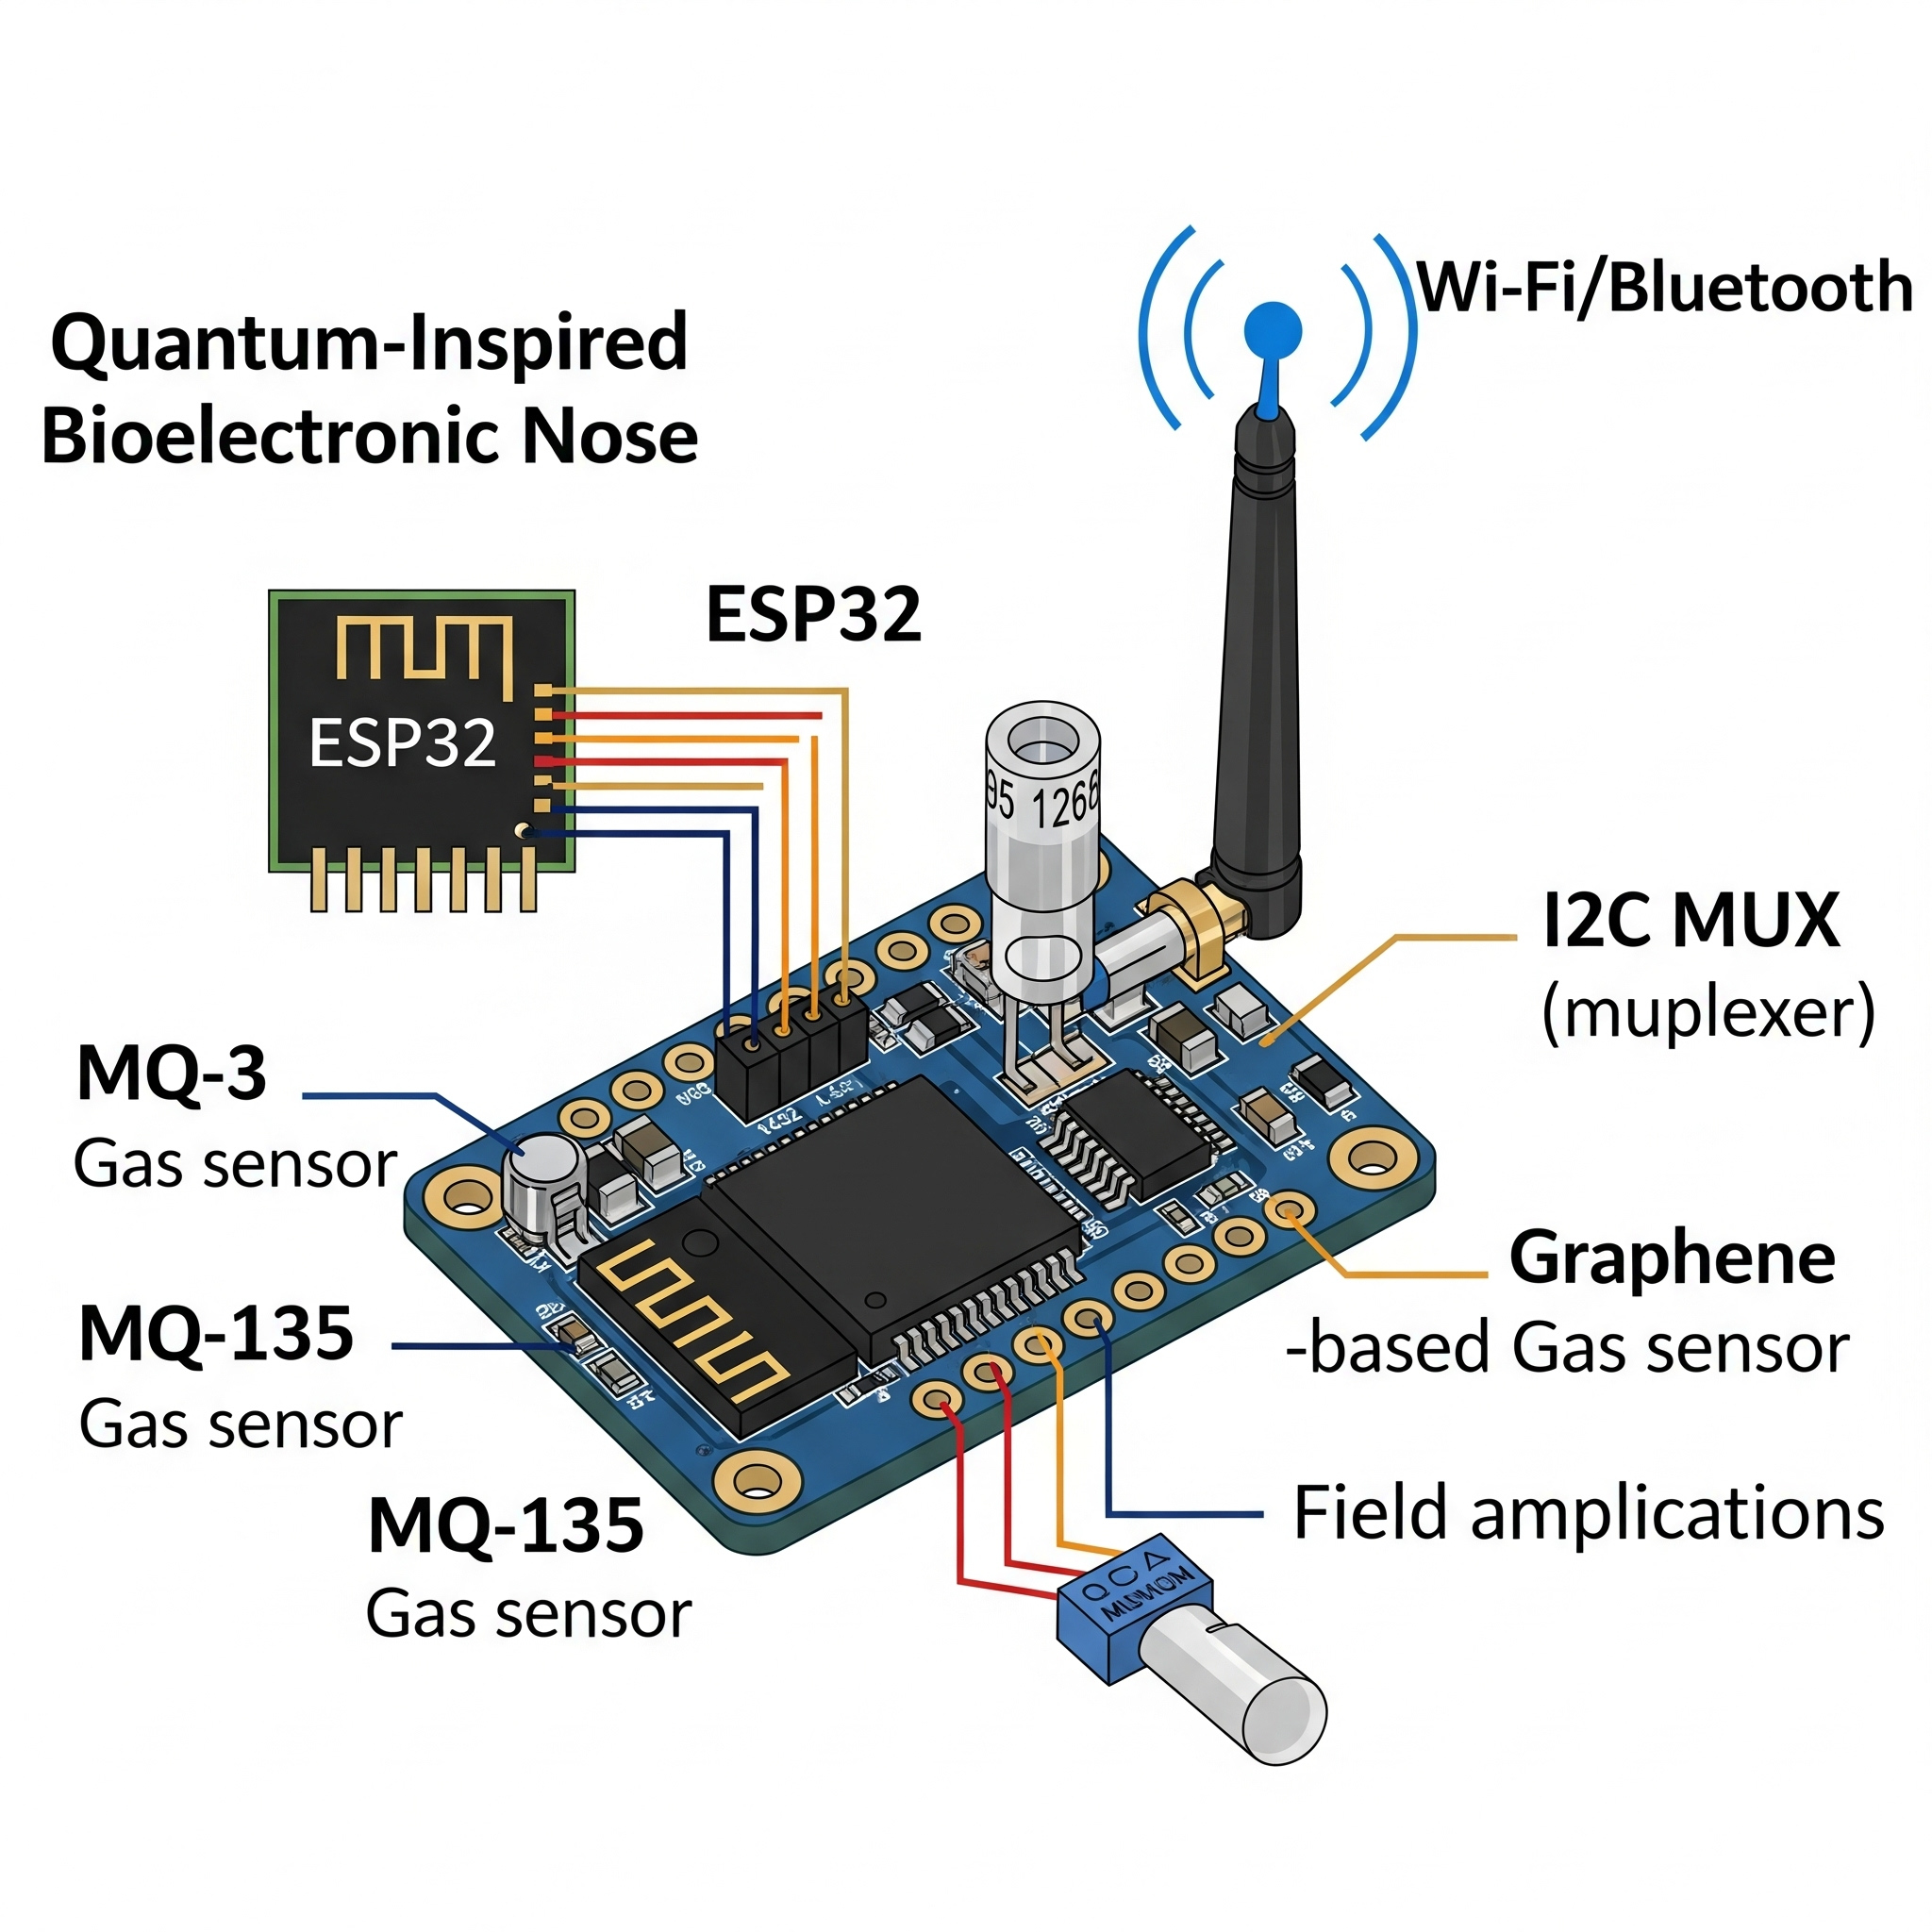 Wi-Fi/Bluetooth
Quantum-Inspired
Bioelectronic Nose
ESP32
ESP32
95 1268
I2C MUX
(muplexer)
MQ-3
Gas sensor
Graphene
-based Gas sensor
MQ-135
Gas sensor
Field amplications
MQ-135
Gas sensor